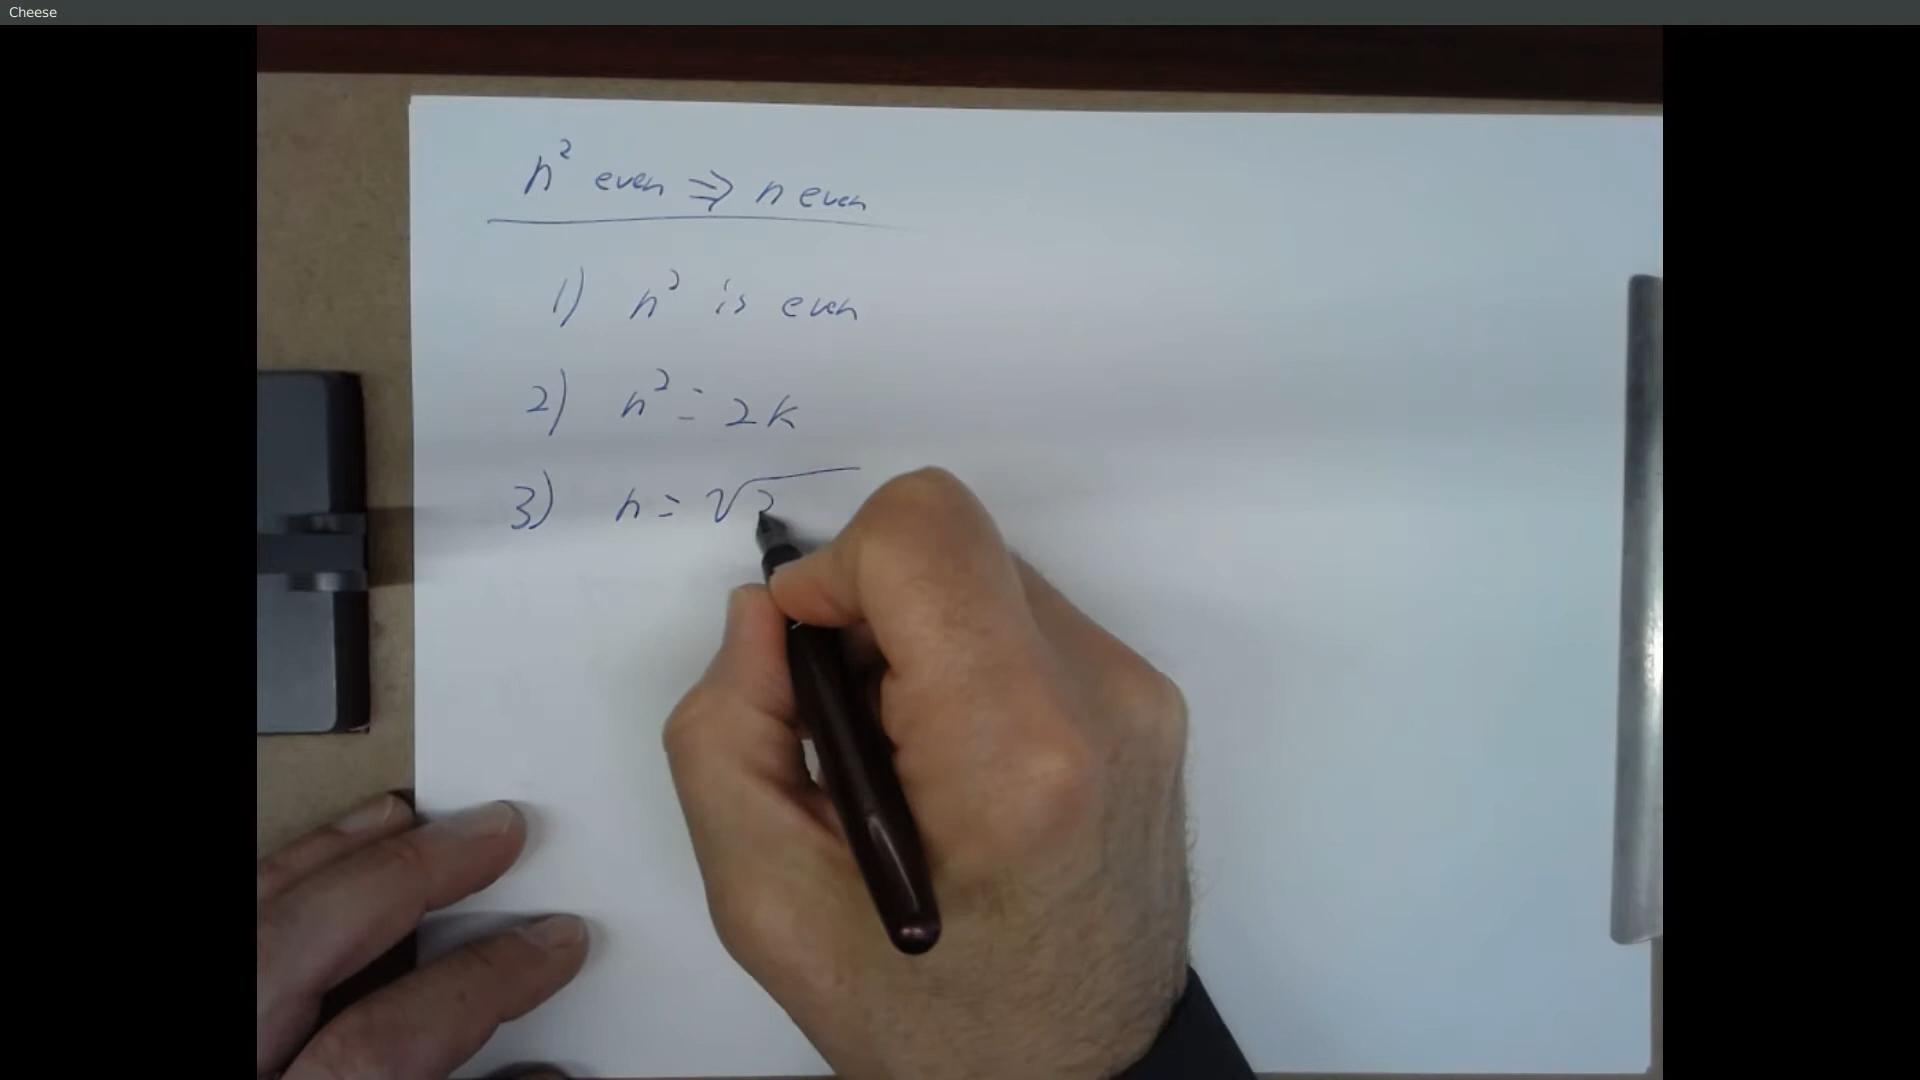 Cheese
n² even ⇒ n even
1) n² is even
2) n² = 2k
3) n = √2